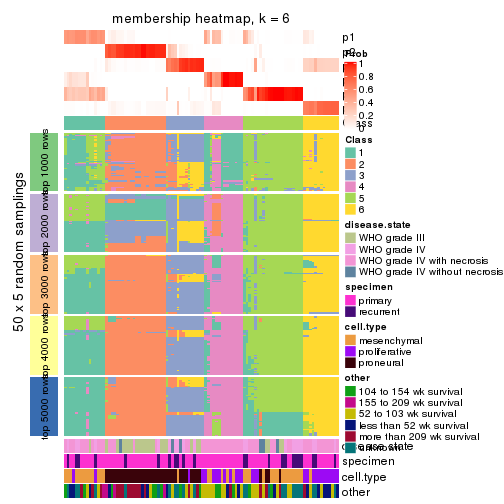 membership heatmap, k = 6
p1
p2
Prob
1
0.8
0.6
0.4
0.2
0
Class
Class
1
2
3
4
5
6
50 x 5 random samplings
top 1000 rows
top 2000 rows
top 3000 rows
top 4000 rows
top 5000 rows
disease.state
WHO grade III
WHO grade IV
WHO grade IV with necrosis
WHO grade IV without necrosis
specimen
primary
recurrent
cell.type
mesenchymal
proliferative
proneural
other
104 to 154 wk survival
155 to 209 wk survival
52 to 103 wk survival
less than 52 wk survival
more than 209 wk survival
unknown
disease.state
specimen
cell.type
other